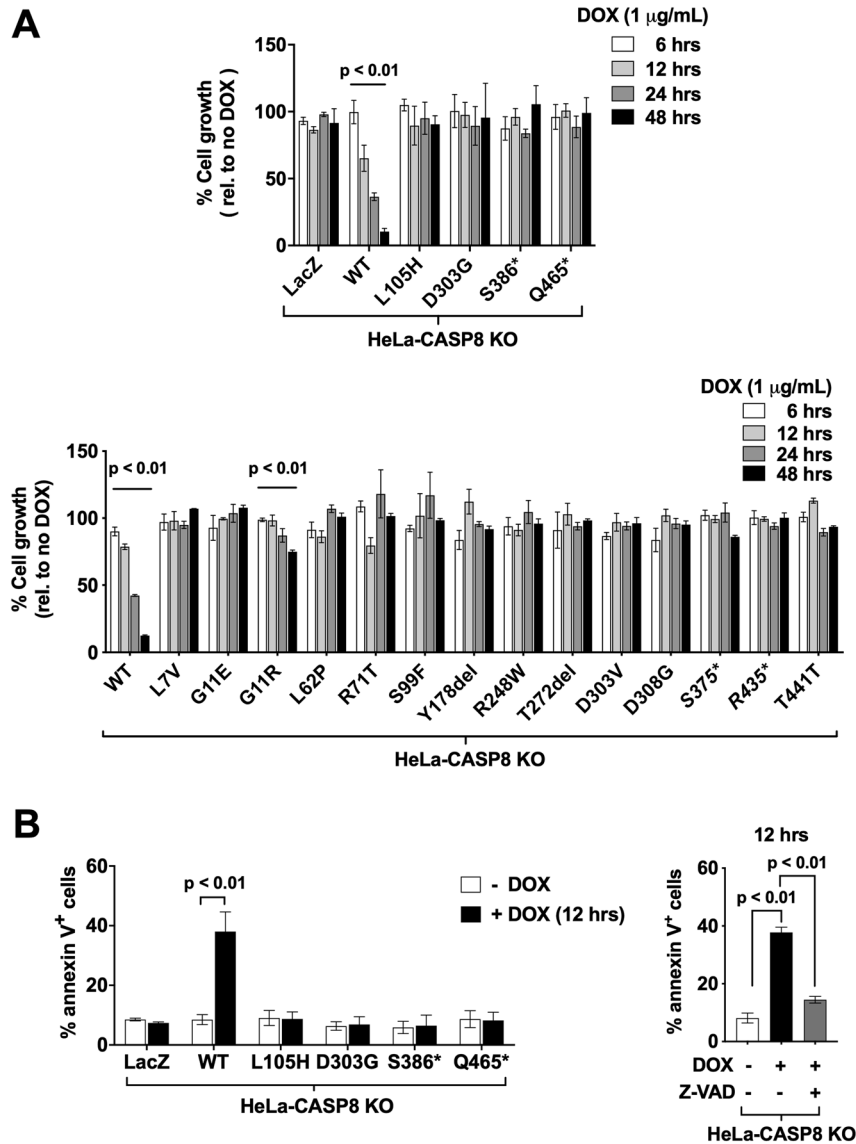 A
DOX (1 µg/mL)
6 hrs
12 hrs
24 hrs
48 hrs
% Cell growth
( rel. to no DOX )
150
100
50
0
p < 0.01
LacZ
WT
L105H
D303G
S386*
Q465*
HeLa-CASP8 KO
DOX (1 µg/mL)
6 hrs
12 hrs
24 hrs
48 hrs
% Cell growth
(rel. to no DOX)
150
100
50
0
p < 0.01
p < 0.01
WT
L7V
G11E
G11R
L62P
R71T
S99F
Y178del
R248W
T272del
D303V
D308G
S375*
R435*
T441T
HeLa-CASP8 KO
B
% annexin V+ cells
60
40
20
0
p < 0.01
- DOX
+ DOX (12 hrs)
LacZ
WT
L105H
D303G
S386*
Q465*
HeLa-CASP8 KO
12 hrs
% annexin V+ cells
60
40
20
0
p < 0.01
p < 0.01
DOX - + +
Z-VAD - - +
HeLa-CASP8 KO